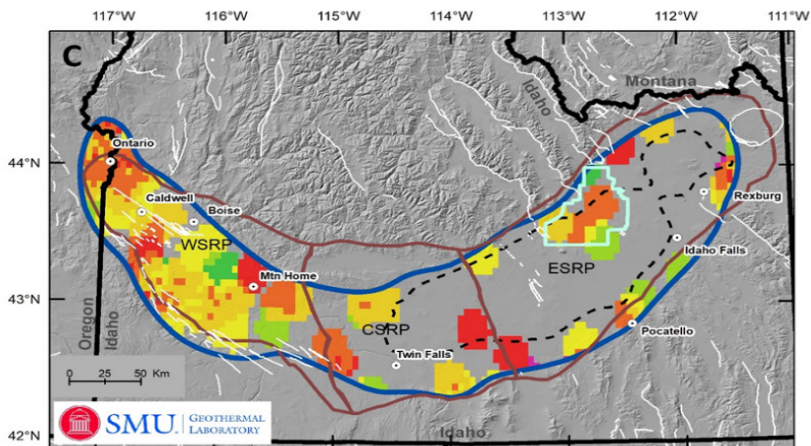 117°W
116°W
115°W
114°W
113°W
112°W
111°W
C
Montana
Idaho
44°N
Ontario
Caldwell
Boise
Rexburg
WSRP
Idaho Falls
ESRP
Mtn Home
43°N
CSRP
Pocatello
Oregon
Idaho
Twin Falls
0 25 50 Km
SMU. GEOTHERMAL
LABORATORY
42°N
Idaho